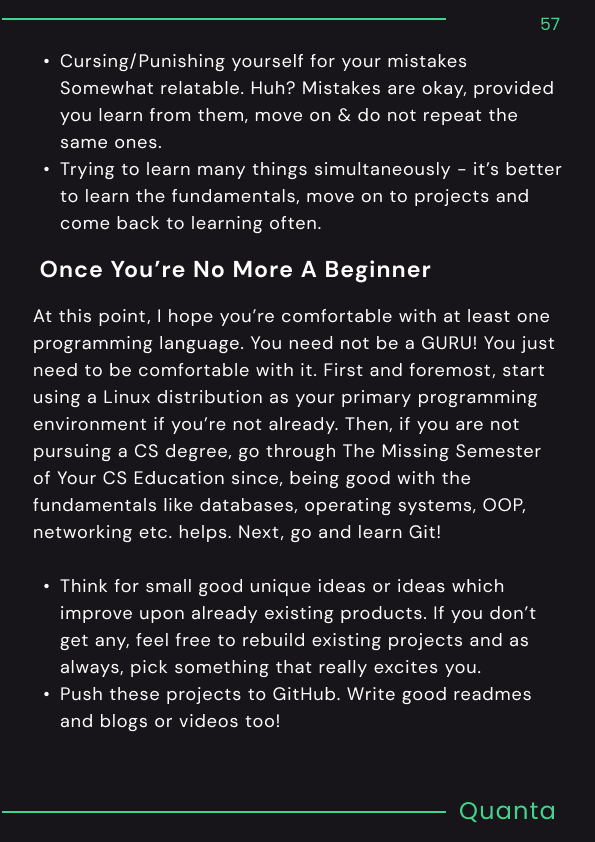 57
• Cursing/Punishing yourself for your mistakes
Somewhat relatable. Huh? Mistakes are okay, provided
you learn from them, move on & do not repeat the
same ones.
• Trying to learn many things simultaneously - it's better
to learn the fundamentals, move on to projects and
come back to learning often.
Once You're No More A Beginner
At this point, I hope you're comfortable with at least one
programming language. You need not be a GURU! You just
need to be comfortable with it. First and foremost, start
using a Linux distribution as your primary programming
environment if you're not already. Then, if you are not
pursuing a CS degree, go through The Missing Semester
of Your CS Education since, being good with the
fundamentals like databases, operating systems, OOP,
networking etc. helps. Next, go and learn Git!
• Think for small good unique ideas or ideas which
improve upon already existing products. If you don't
get any, feel free to rebuild existing projects and as
always, pick something that really excites you.
• Push these projects to GitHub. Write good readmes
and blogs or videos too!
Quanta